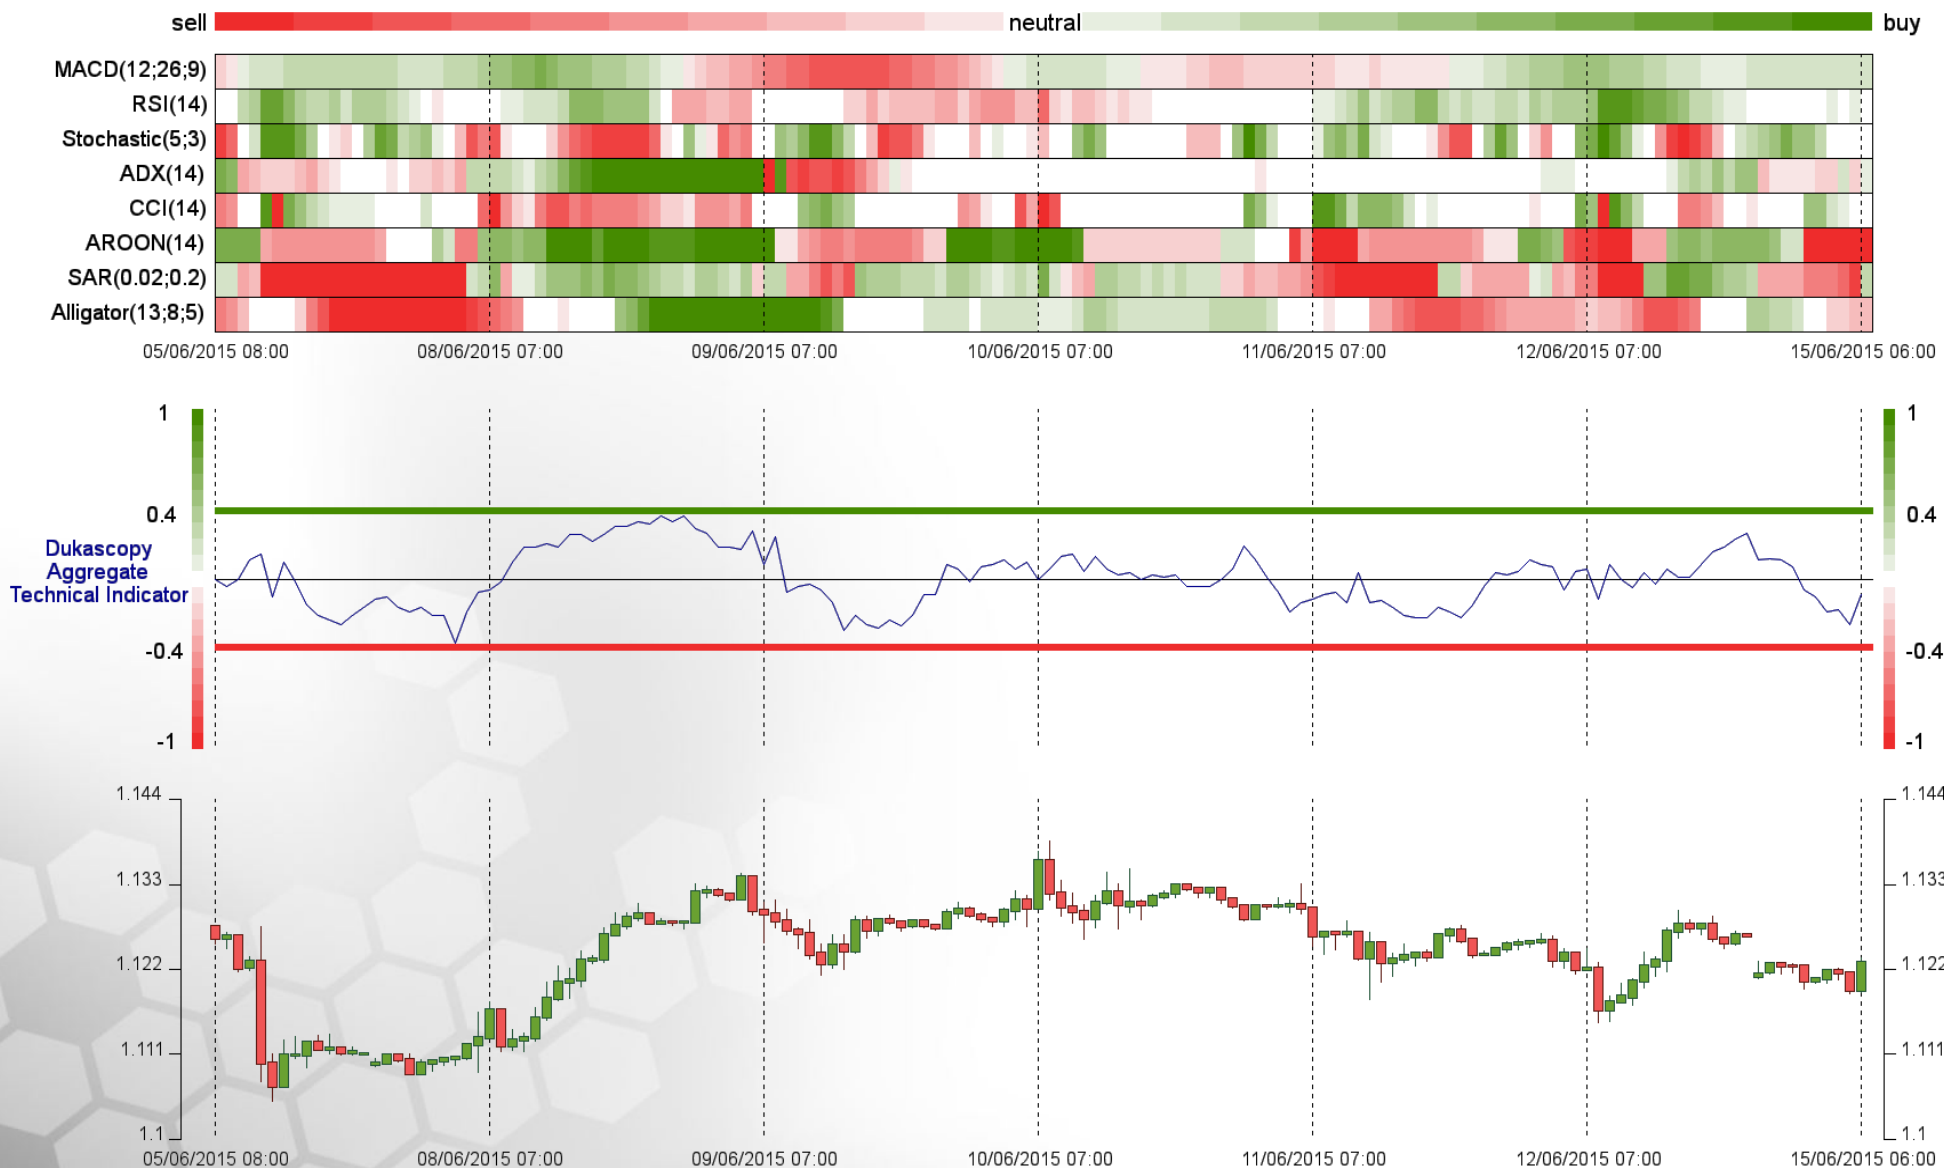 sell neutral buy
MACD(12;26;9)
RSI(14)
Stochastic(5;3)
ADX(14)
CCI(14)
AROON(14)
SAR(0.02;0.2)
Alligator(13;8;5)
05/06/2015 08:00 08/06/2015 07:00 09/06/2015 07:00 10/06/2015 07:00 11/06/2015 07:00 12/06/2015 07:00 15/06/2015 06:00
1 1
0.4 0.4
Dukascopy
Aggregate
Technical Indicator
-0.4 -0.4
-1 -1
1.144 1.144
1.133 1.133
1.122 1.122
1.111 1.111
1.1 1.1
05/06/2015 08:00 08/06/2015 07:00 09/06/2015 07:00 10/06/2015 07:00 11/06/2015 07:00 12/06/2015 07:00 15/06/2015 06:00